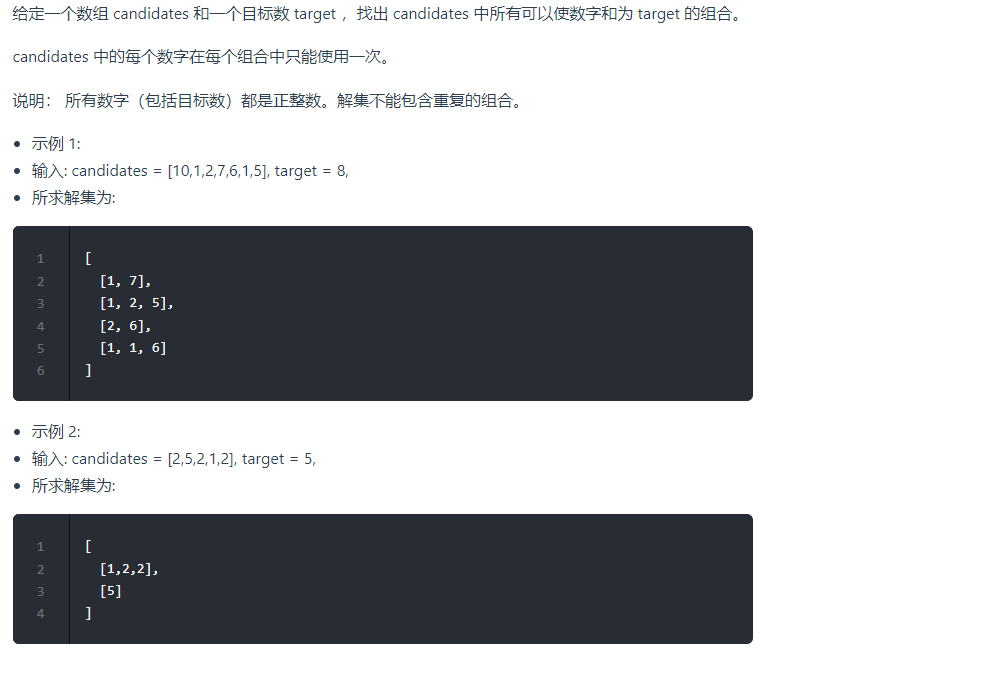 给定一个数组 candidates 和一个目标数 target ，找出 candidates 中所有可以使数字和为 target 的组合。
candidates 中的每个数字在每个组合中只能使用一次。
说明： 所有数字（包括目标数）都是正整数。解集不能包含重复的组合。
• 示例 1:
• 输入: candidates = [10,1,2,7,6,1,5], target = 8,
• 所求解集为:
1 [
2 [1, 7],
3 [1, 2, 5],
4 [2, 6],
5 [1, 1, 6]
6 ]
• 示例 2:
• 输入: candidates = [2,5,2,1,2], target = 5,
• 所求解集为:
1 [
2 [1,2,2],
3 [5]
4 ]